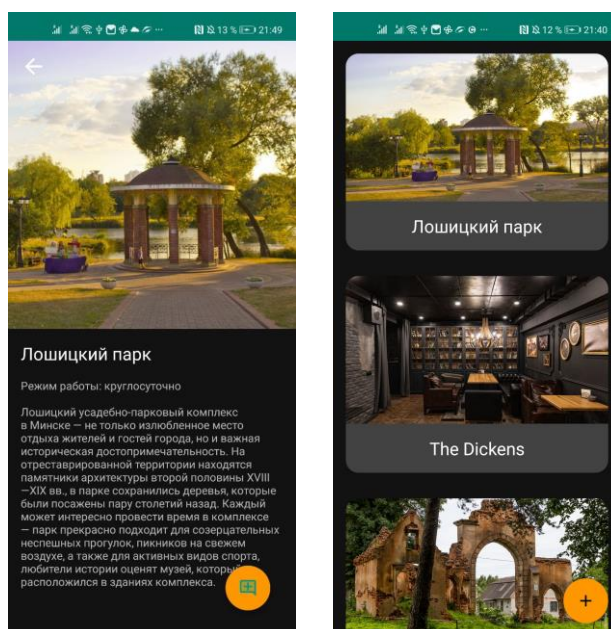 13 % 21:49
Лошицкий парк
Режим работы: круглосуточно
Лошицкий усадебно-парковый комплекс
в Минске — не только излюбленное место
отдыха жителей и гостей города, но и важная
историческая достопримечательность. На
отреставрированной территории находятся
памятники архитектуры второй половины XVIII
—XIX вв., в парке сохранились деревья, которые
были посажены пару столетий назад. Каждый
может интересно провести время в комплексе
— парк прекрасно подходит для созерцательных
неспешных прогулок, пикников на свежем
воздухе, а также для активных видов спорта,
любители истории оценят музей, который
расположился в зданиях комплекса.
12 % 21:40
Лошицкий парк
The Dickens